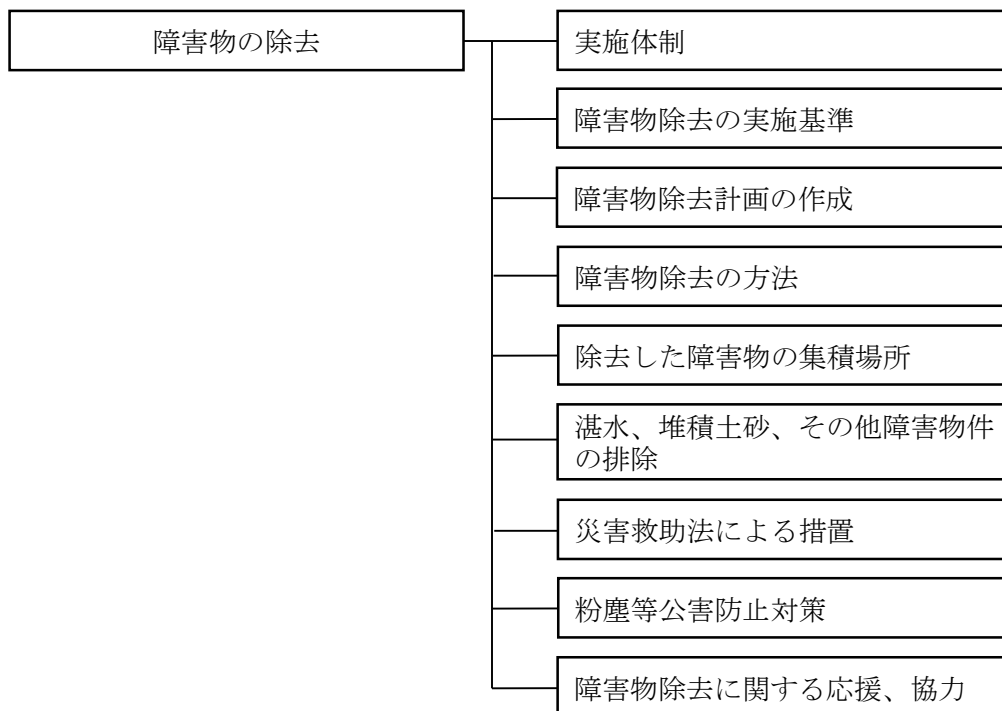 障害物の除去
実施体制
障害物除去の実施基準
障害物除去計画の作成
障害物除去の方法
除去した障害物の集積場所
湛水、堆積土砂、その他障害物件
の排除
災害救助法による措置
粉塵等公害防止対策
障害物除去に関する応援、協力